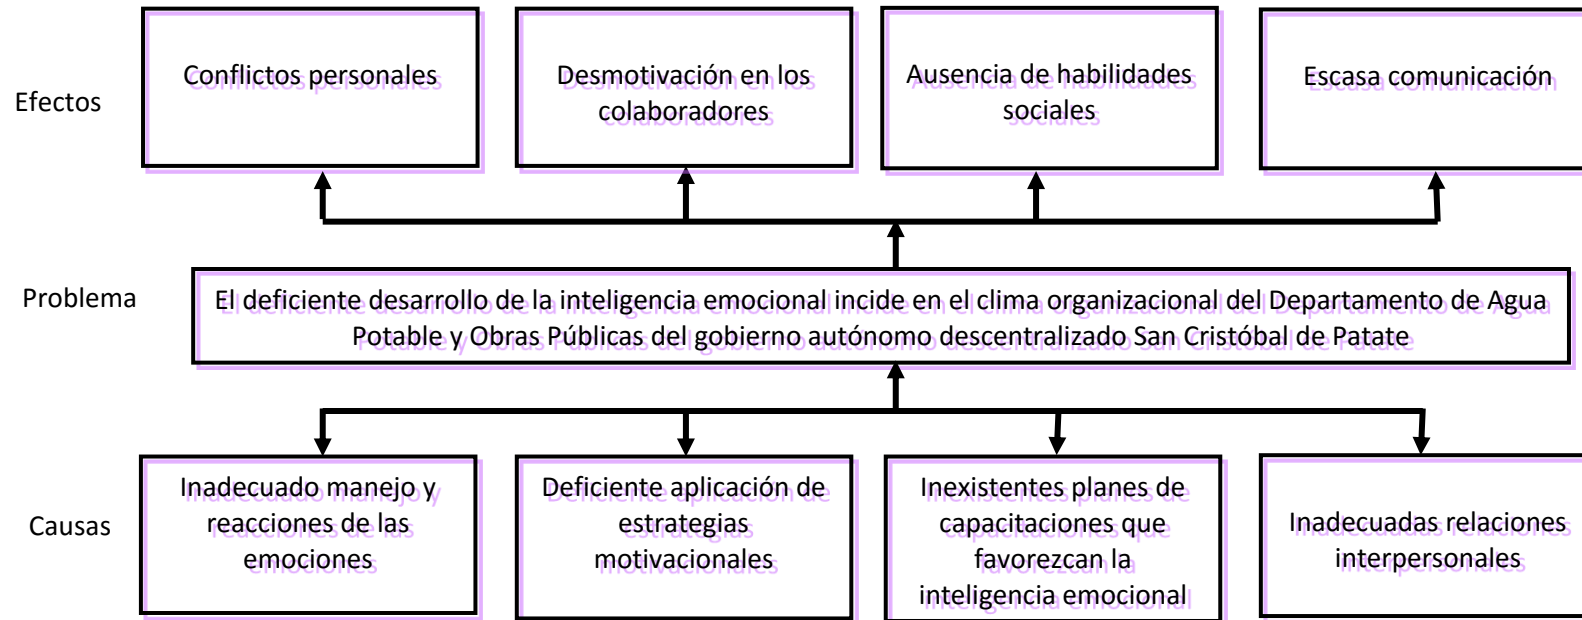 Efectos
Conflictos personales
Desmotivación en los
colaboradores
Ausencia de habilidades
sociales
Escasa comunicación
Problema
El deficiente desarrollo de la inteligencia emocional incide en el clima organizacional del Departamento de Agua
Potable y Obras Públicas del gobierno autónomo descentralizado San Cristóbal de Patate
Causas
Inadecuado manejo y
reacciones de las
emociones
Deficiente aplicación de
estrategias
motivacionales
Inexistentes planes de
capacitaciones que
favorezcan la
inteligencia emocional
Inadecuadas relaciones
interpersonales